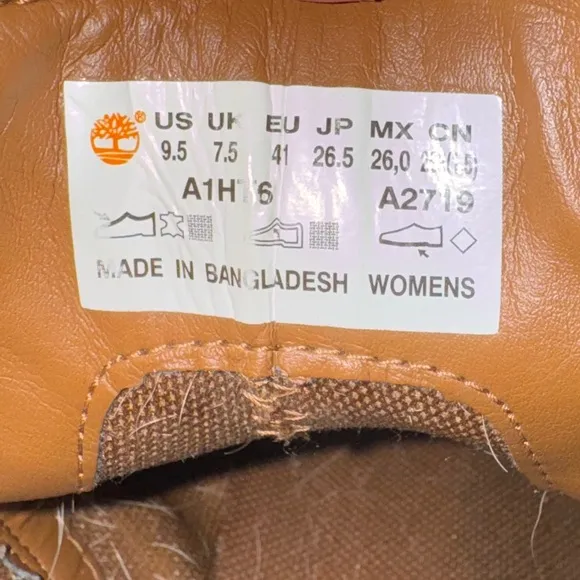 ® US UK EU JP MX CN
9.5 7.5 41 26.5 26,0
A1H76 A2719
MADE IN BANGLADESH WOMENS